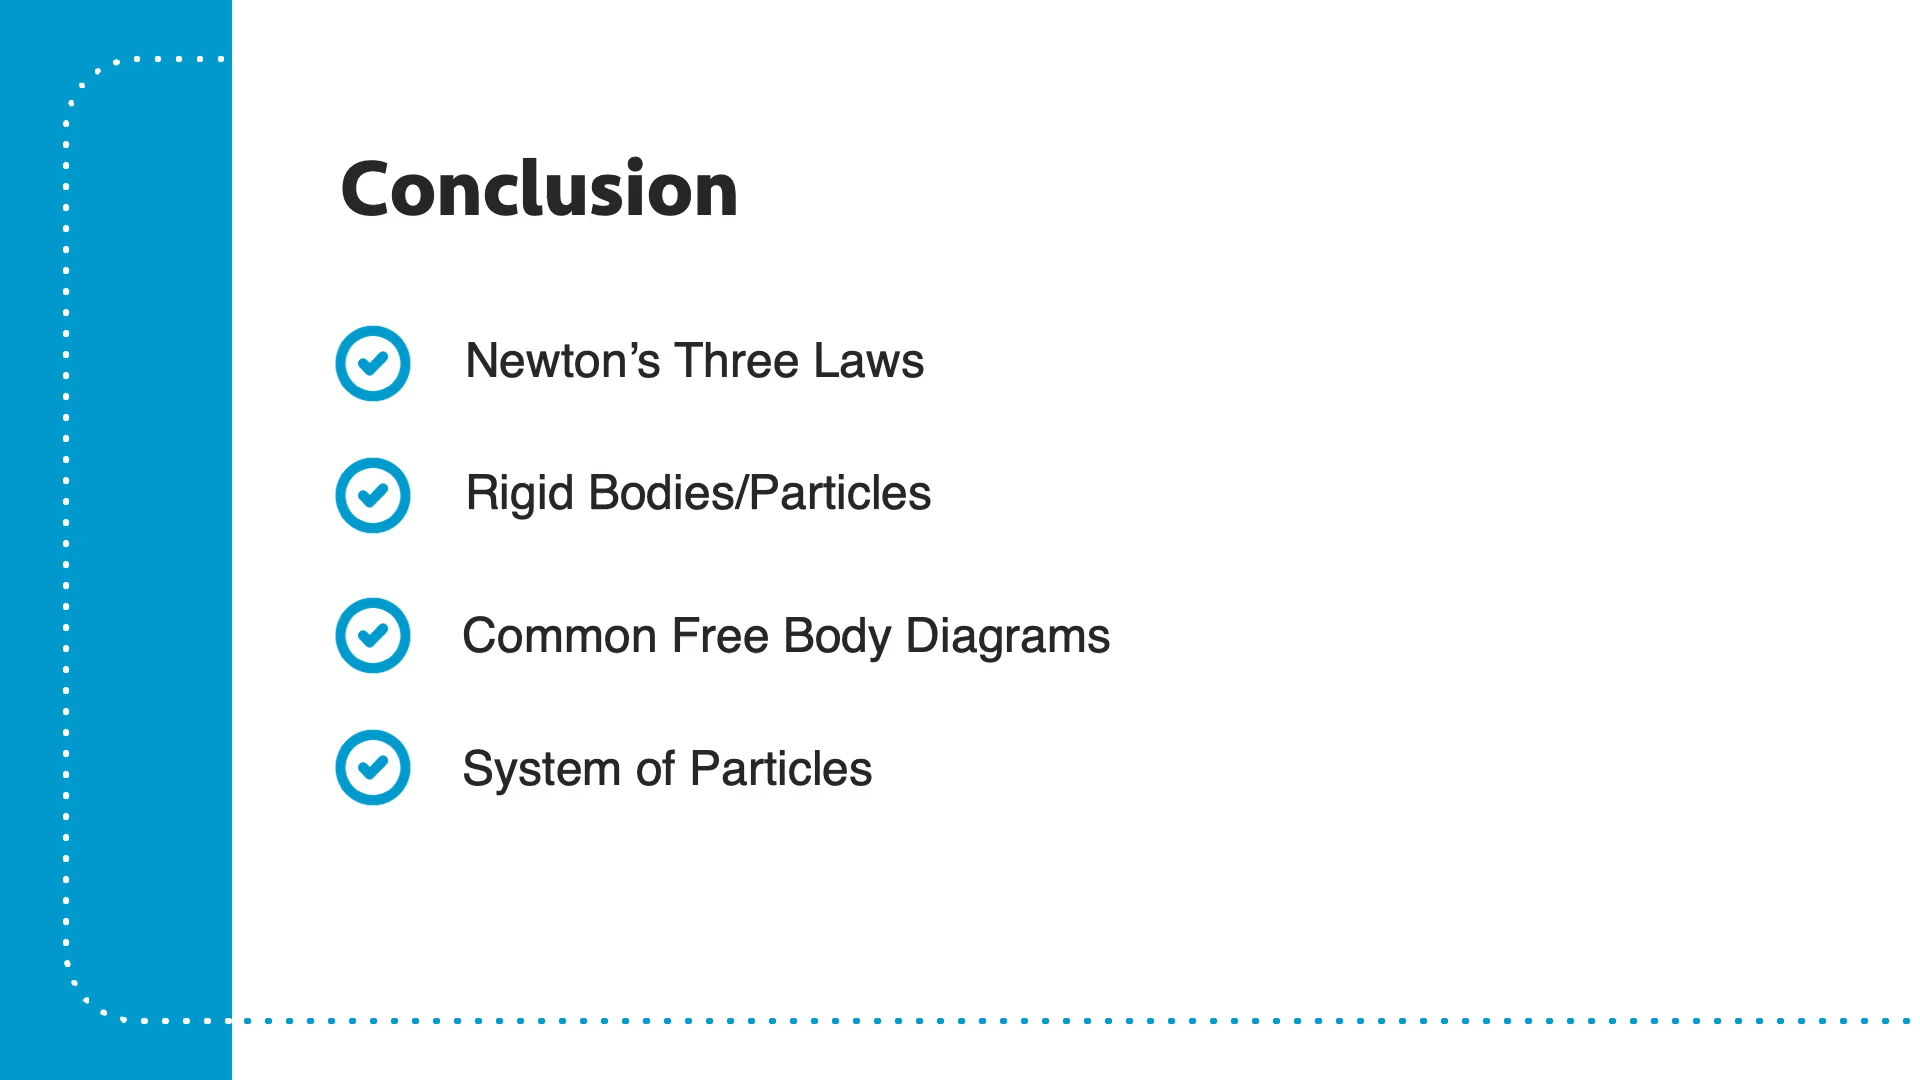 Conclusion
Newton’s Three Laws
Rigid Bodies/Particles
Common Free Body Diagrams
System of Particles